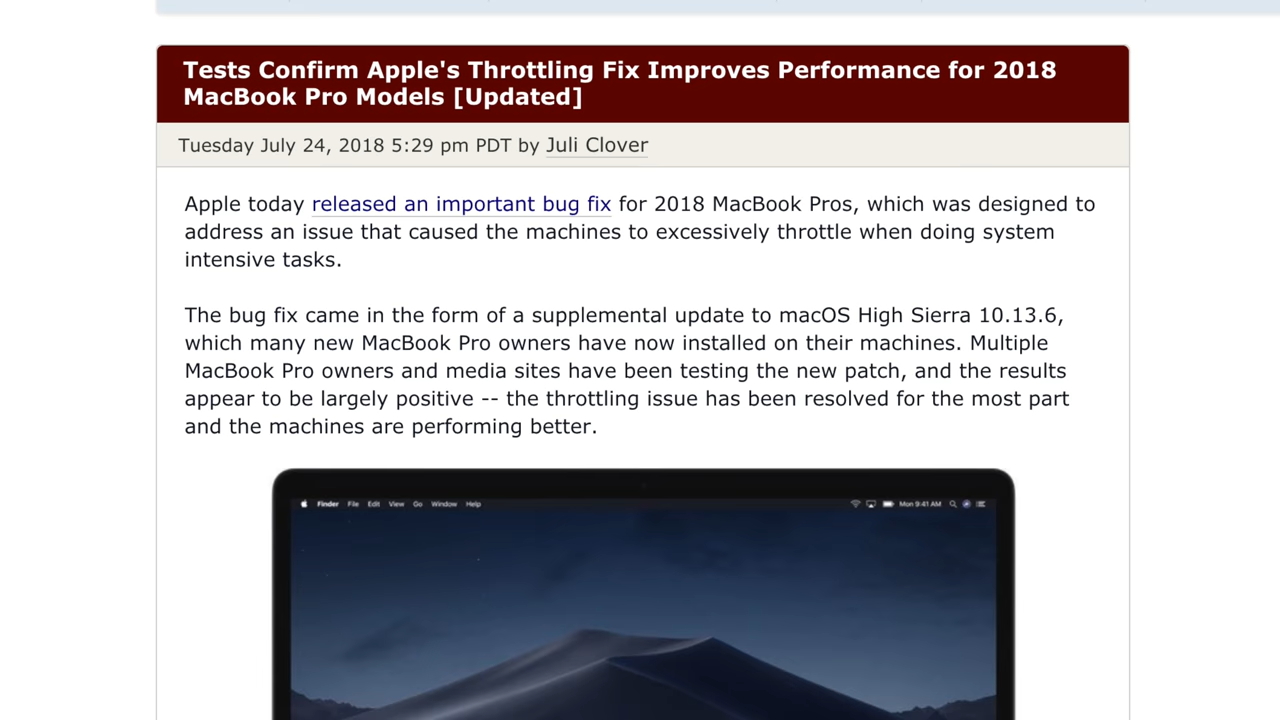 Tests Confirm Apple's Throttling Fix Improves Performance for 2018
MacBook Pro Models [Updated]
Tuesday July 24, 2018 5:29 pm PDT by Juli Clover
Apple today released an important bug fix for 2018 MacBook Pros, which was designed to
address an issue that caused the machines to excessively throttle when doing system
intensive tasks.
The bug fix came in the form of a supplemental update to macOS High Sierra 10.13.6,
which many new MacBook Pro owners have now installed on their machines. Multiple
MacBook Pro owners and media sites have been testing the new patch, and the results
appear to be largely positive -- the throttling issue has been resolved for the most part
and the machines are performing better.
Finder File Edit View Go Window Help Mon 9:41 AM